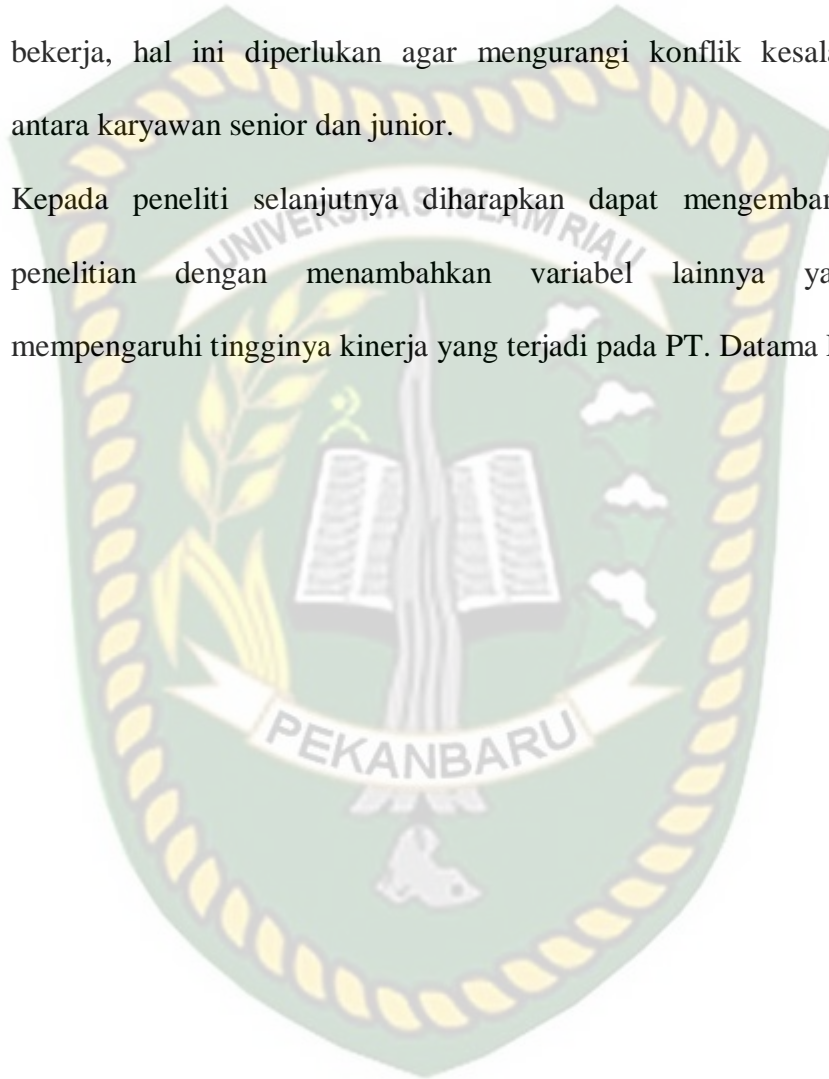 bekerja, hal ini diperlukan agar mengurangi konflik kesala
antara karyawan senior dan junior.
Kepada peneliti selanjutnya diharapkan dapat mengembar
penelitian dengan menambahkan variabel lainnya ya
mempengaruhi tingginya kinerja yang terjadi pada PT. Datama
UNIVERSITAS ISLAM RIAU
PEKANBARU